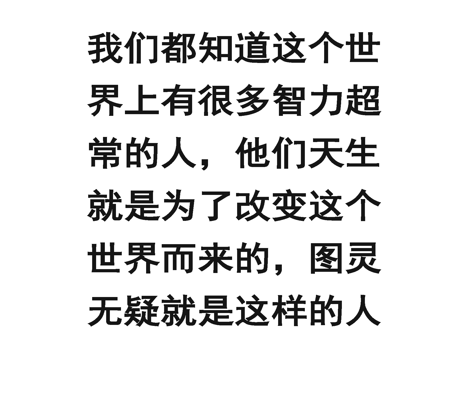 我们都知道这个世
界上有很多智力超
常的人，他们天生
就是为了改变这个
世界而来的，图灵
无疑就是这样的人